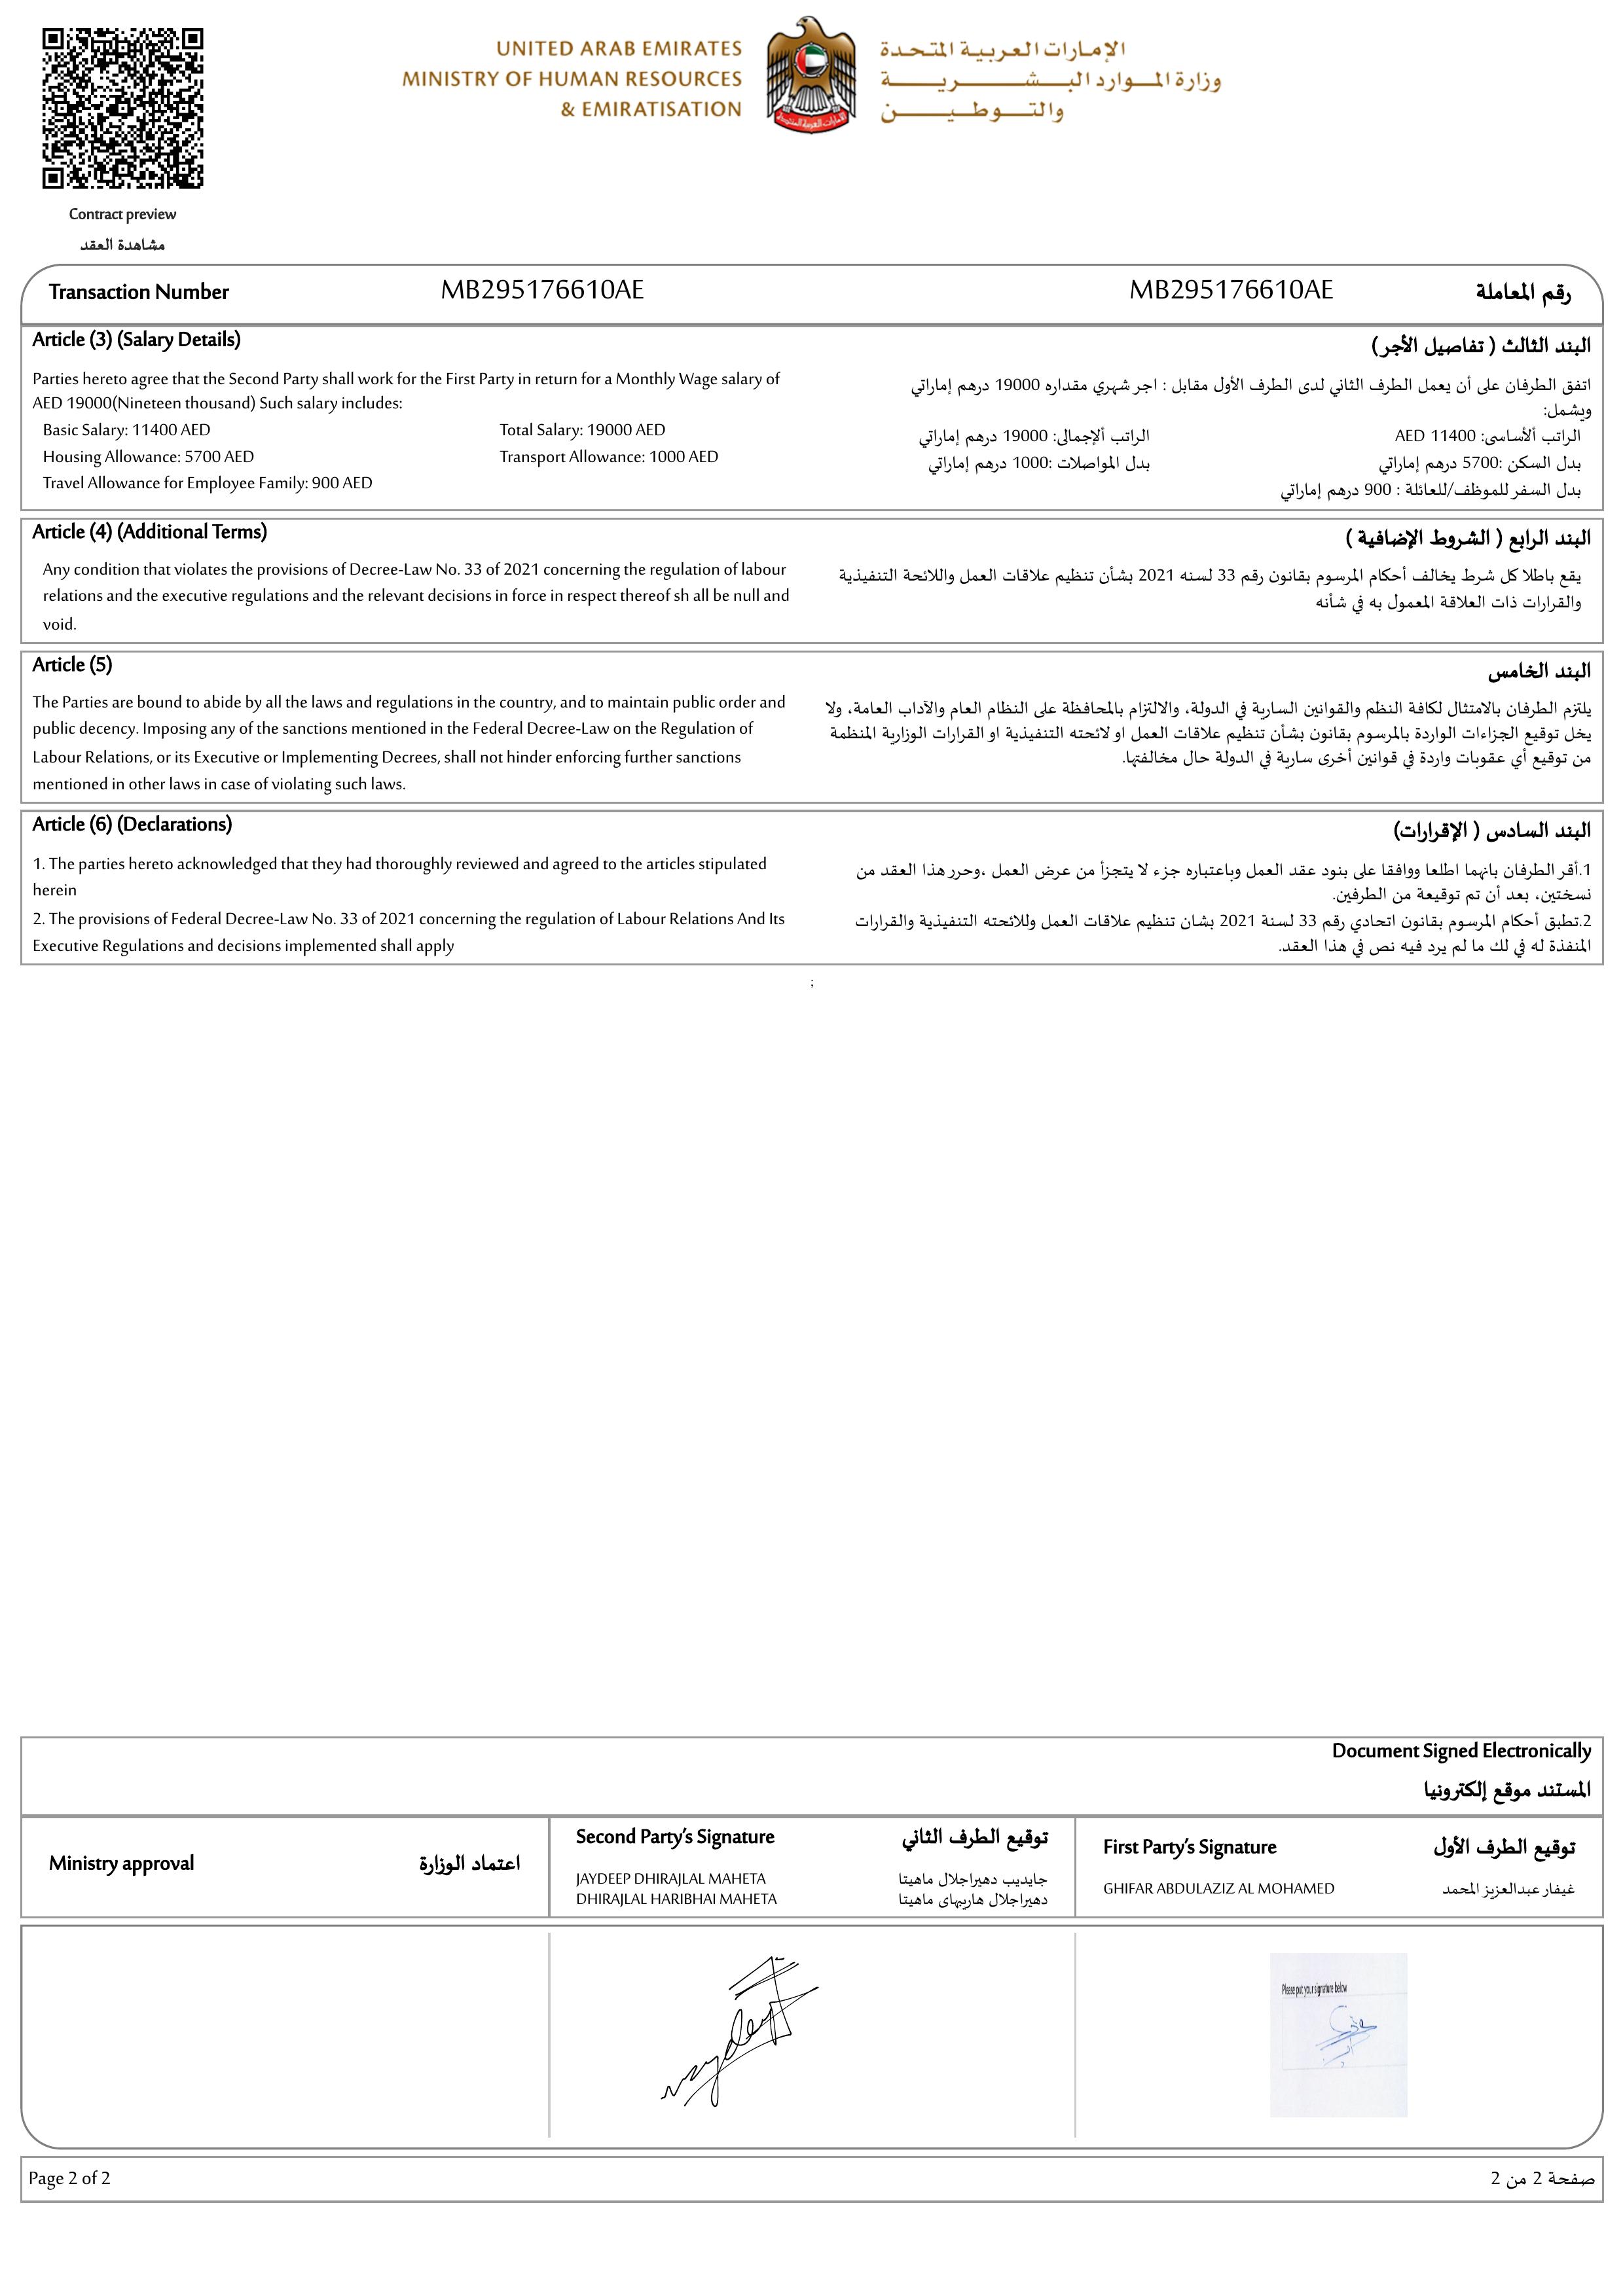 UNITED ARAB EMIRATES
MINISTRY OF HUMAN RESOURCES
& EMIRATISATION
الإمارات العربية المتحدة
وزارة الموارد البشرية
والتوطين
Contract preview
مشاهدة العقد
Transaction Number MB295176610AE MB295176610AE رقم المعاملة
Article (3) (Salary Details)
Parties hereto agree that the Second Party shall work for the First Party in return for a Monthly Wage salary of
AED 19000(Nineteen thousand) Such salary includes:
Basic Salary: 11400 AED Total Salary: 19000 AED
Housing Allowance: 5700 AED Transport Allowance: 1000 AED
Travel Allowance for Employee Family: 900 AED
البند الثالث ( تفاصيل الأجر )
اتفق الطرفان على أن يعمل الطرف الثاني لدى الطرف الأول مقابل : اجر شهري مقداره 19000 درهم إماراتي
ويشمل:
الراتب ألأساسى: 11400 AED الراتب ألإجمالى: 19000 درهم إماراتي
بدل السكن :5700 درهم إماراتي بدل المواصلات :1000 درهم إماراتي
بدل السفر للموظف/للعائلة : 900 درهم إماراتي
Article (4) (Additional Terms)
Any condition that violates the provisions of Decree-Law No. 33 of 2021 concerning the regulation of labour
relations and the executive regulations and the relevant decisions in force in respect thereof sh all be null and
void.
البند الرابع ( الشروط الإضافية )
يقع باطلا كل شرط يخالف أحكام المرسوم بقانون رقم 33 لسنه 2021 بشأن تنظيم علاقات العمل واللائحة التنفيذية
والقرارات ذات العلاقة المعمول به في شأنه
Article (5)
The Parties are bound to abide by all the laws and regulations in the country, and to maintain public order and
public decency. Imposing any of the sanctions mentioned in the Federal Decree-Law on the Regulation of
Labour Relations, or its Executive or Implementing Decrees, shall not hinder enforcing further sanctions
mentioned in other laws in case of violating such laws.
البند الخامس
يلتزم الطرفان بالامتثال لكافة النظم والقوانين السارية في الدولة، والالتزام بالمحافظة على النظام العام والآداب العامة، ولا
يخل توقيع الجزاءات الواردة بالمرسوم بقانون بشأن تنظيم علاقات العمل او لائحته التنفيذية او القرارات الوزارية المنظمة
من توقيع أي عقوبات واردة في قوانين أخرى سارية في الدولة حال مخالفتها.
Article (6) (Declarations)
1. The parties hereto acknowledged that they had thoroughly reviewed and agreed to the articles stipulated
herein
2. The provisions of Federal Decree-Law No. 33 of 2021 concerning the regulation of Labour Relations And Its
Executive Regulations and decisions implemented shall apply
البند السادس ( الإقرارات)
1.أقر الطرفان بانهما اطلعا ووافقا على بنود عقد العمل وباعتباره جزء لا يتجزأ من عرض العمل ،وحرر هذا العقد من
نسختين، بعد أن تم توقيعة من الطرفين.
2.تطبق أحكام المرسوم بقانون اتحادي رقم 33 لسنة 2021 بشان تنظيم علاقات العمل وللائحته التنفيذية والقرارات
المنفذة له في لك ما لم يرد فيه نص في هذا العقد.
;
Document Signed Electronically
المستند موقع إلكترونيا
Ministry approval اعتماد الوزارة
Second Party's Signature توقيع الطرف الثاني
JAYDEEP DHIRAJLAL MAHETA جايديب دهيراجلال ماهيتا
DHIRAJLAL HARIBHAI MAHETA دهيراجلال هاريبهاى ماهيتا
First Party's Signature توقيع الطرف الأول
GHIFAR ABDULAZIZ AL MOHAMED غيفار عبدالعزيز المحمد
Please put your signature below
Page 2 of 2 صفحة 2 من 2